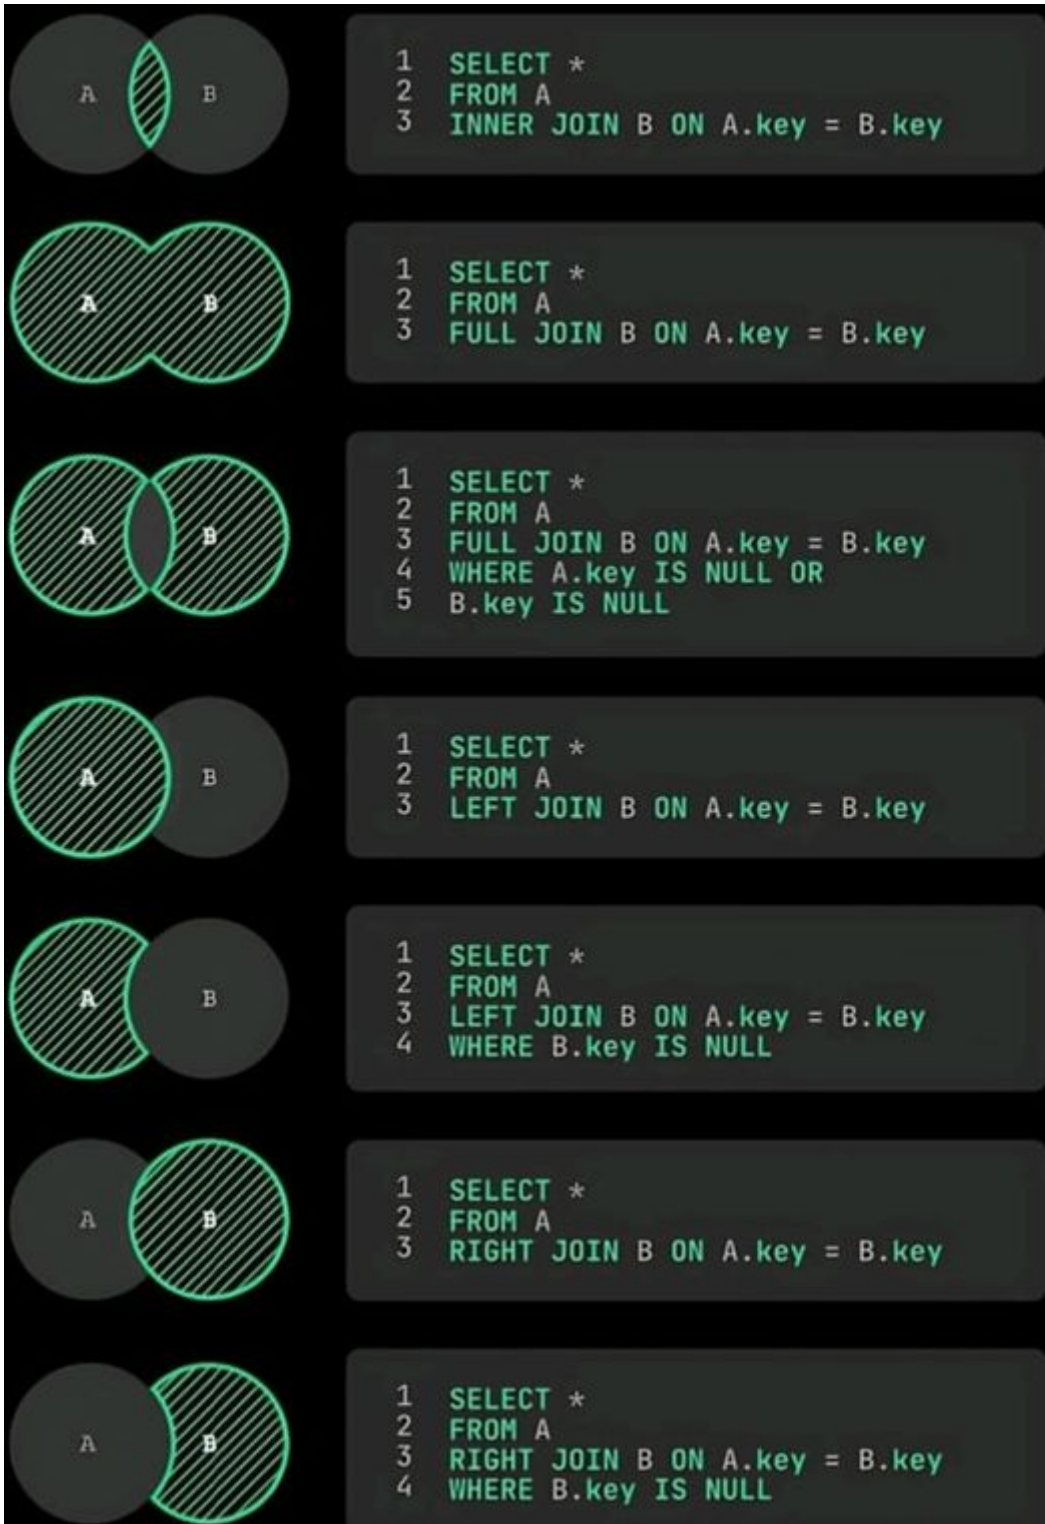 A B
1 SELECT *
2 FROM A
3 INNER JOIN B ON A.key = B.key
A B
1 SELECT *
2 FROM A
3 FULL JOIN B ON A.key = B.key
A B
1 SELECT *
2 FROM A
3 FULL JOIN B ON A.key = B.key
4 WHERE A.key IS NULL OR
5 B.key IS NULL
A B
1 SELECT *
2 FROM A
3 LEFT JOIN B ON A.key = B.key
A B
1 SELECT *
2 FROM A
3 LEFT JOIN B ON A.key = B.key
4 WHERE B.key IS NULL
A B
1 SELECT *
2 FROM A
3 RIGHT JOIN B ON A.key = B.key
A B
1 SELECT *
2 FROM A
3 RIGHT JOIN B ON A.key = B.key
4 WHERE B.key IS NULL